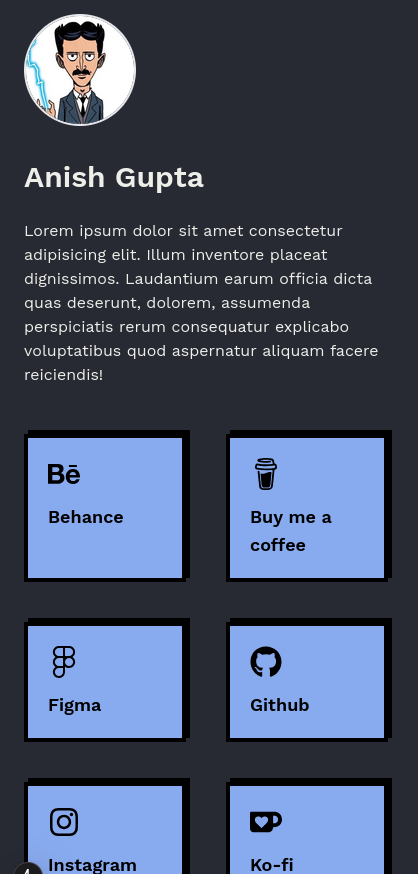 Anish Gupta
Lorem ipsum dolor sit amet consectetur
adipisicing elit. Illum inventore placeat
dignissimos. Laudantium earum officia dicta
quas deserunt, dolorem, assumenda
perspiciatis rerum consequatur explicabo
voluptatibus quod aspernatur aliquam facere
reiciendis!
Bē
Behance
Buy me a
coffee
Figma
Github
Instagram
Ko-fi